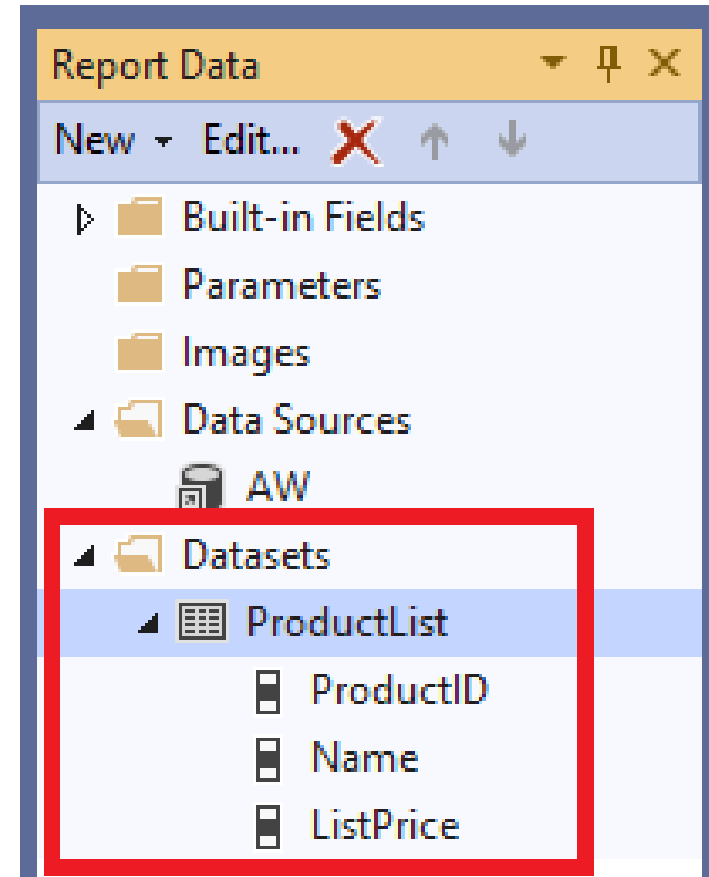 Report Data
New Edit...
Built-in Fields
Parameters
Images
Data Sources
AW
Datasets
ProductList
ProductID
Name
ListPrice